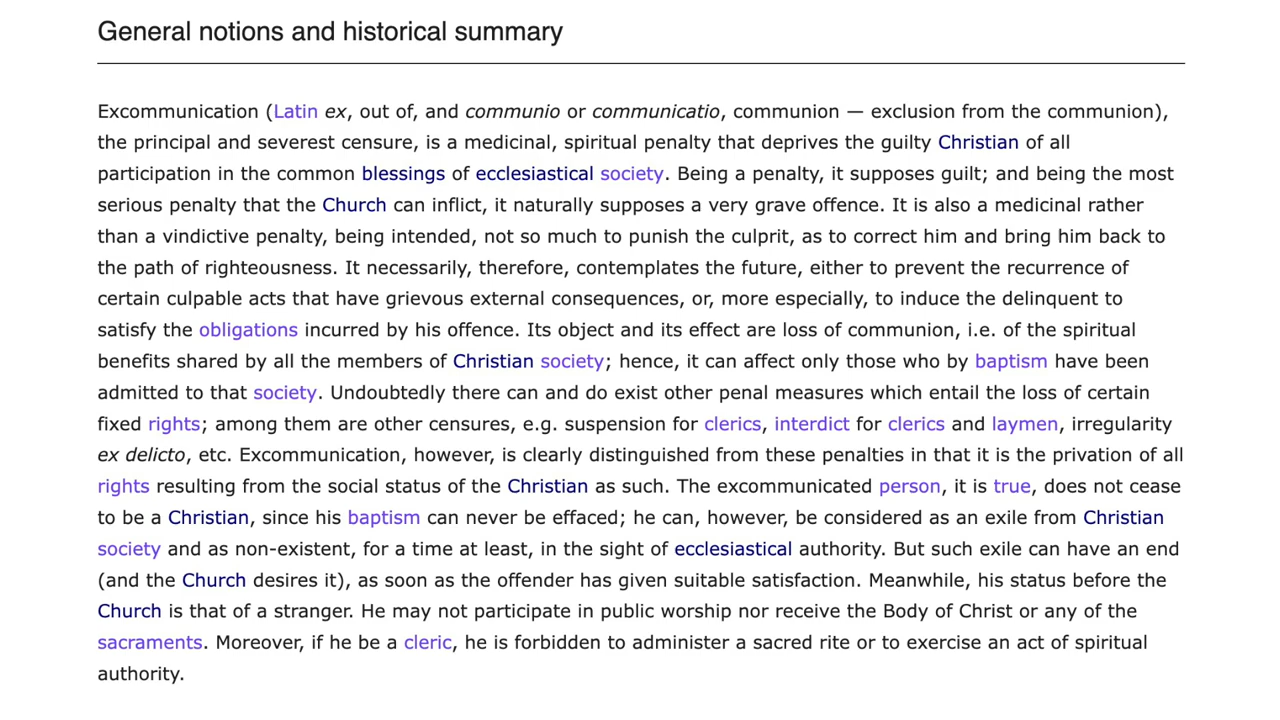 General notions and historical summary
Excommunication (Latin ex, out of, and communio or communicatio, communion — exclusion from the communion),
the principal and severest censure, is a medicinal, spiritual penalty that deprives the guilty Christian of all
participation in the common blessings of ecclesiastical society. Being a penalty, it supposes guilt; and being the most
serious penalty that the Church can inflict, it naturally supposes a very grave offence. It is also a medicinal rather
than a vindictive penalty, being intended, not so much to punish the culprit, as to correct him and bring him back to
the path of righteousness. It necessarily, therefore, contemplates the future, either to prevent the recurrence of
certain culpable acts that have grievous external consequences, or, more especially, to induce the delinquent to
satisfy the obligations incurred by his offence. Its object and its effect are loss of communion, i.e. of the spiritual
benefits shared by all the members of Christian society; hence, it can affect only those who by baptism have been
admitted to that society. Undoubtedly there can and do exist other penal measures which entail the loss of certain
fixed rights; among them are other censures, e.g. suspension for clerics, interdict for clerics and laymen, irregularity
ex delicto, etc. Excommunication, however, is clearly distinguished from these penalties in that it is the privation of all
rights resulting from the social status of the Christian as such. The excommunicated person, it is true, does not cease
to be a Christian, since his baptism can never be effaced; he can, however, be considered as an exile from Christian
society and as non-existent, for a time at least, in the sight of ecclesiastical authority. But such exile can have an end
(and the Church desires it), as soon as the offender has given suitable satisfaction. Meanwhile, his status before the
Church is that of a stranger. He may not participate in public worship nor receive the Body of Christ or any of the
sacraments. Moreover, if he be a cleric, he is forbidden to administer a sacred rite or to exercise an act of spiritual
authority.